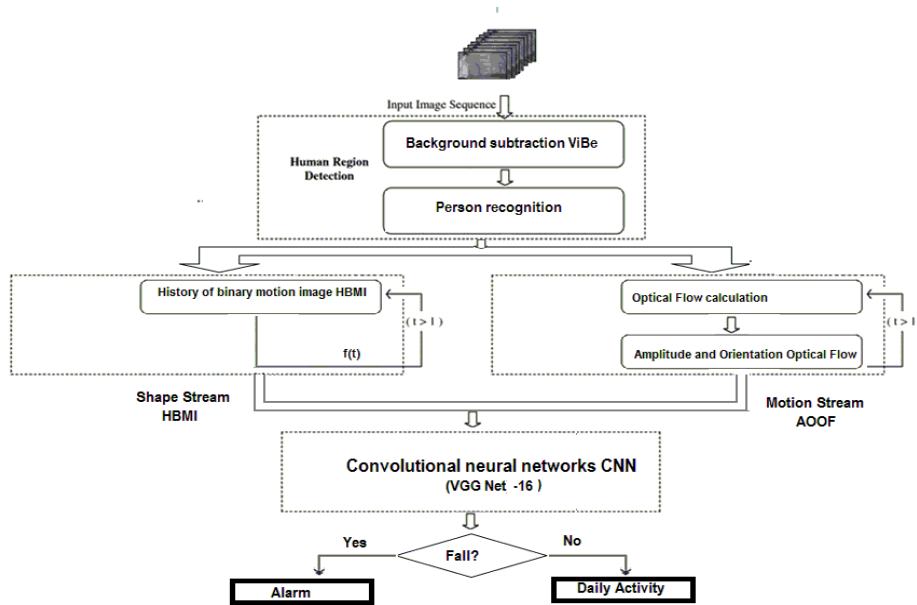 Input Image Sequence
Background subtraction ViBe
Human Region
Detection
Person recognition
History of binary motion image HBMI
( t > 1 )
f(t)
Shape Stream
HBMI
Optical Flow calculation
( t > 1
Amplitude and Orientation Optical Flow
Motion Stream
AOOF
Convolutional neural networks CNN
(VGG Net -16 )
Yes
Fall?
No
Alarm
Daily Activity